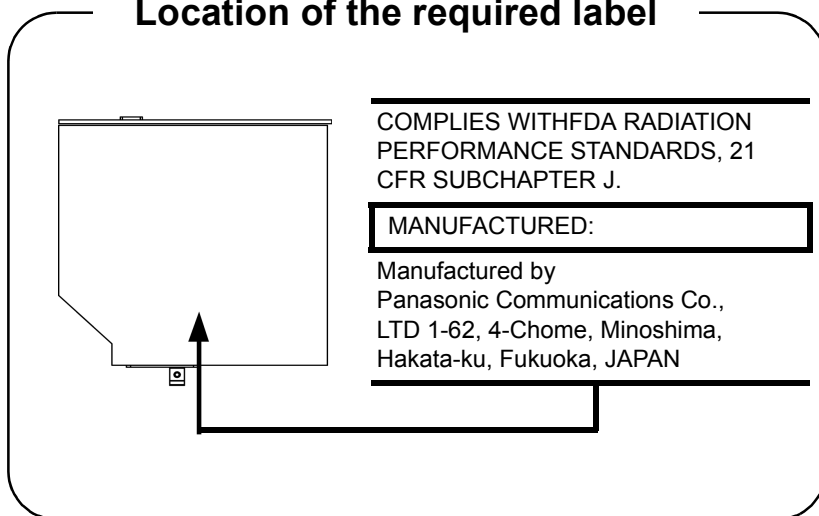 Location of the required label
COMPLIES WITHFDA RADIATION
PERFORMANCE STANDARDS, 21
CFR SUBCHAPTER J.
MANUFACTURED:
Manufactured by
Panasonic Communications Co.,
LTD 1-62, 4-Chome, Minoshima,
Hakata-ku, Fukuoka, JAPAN